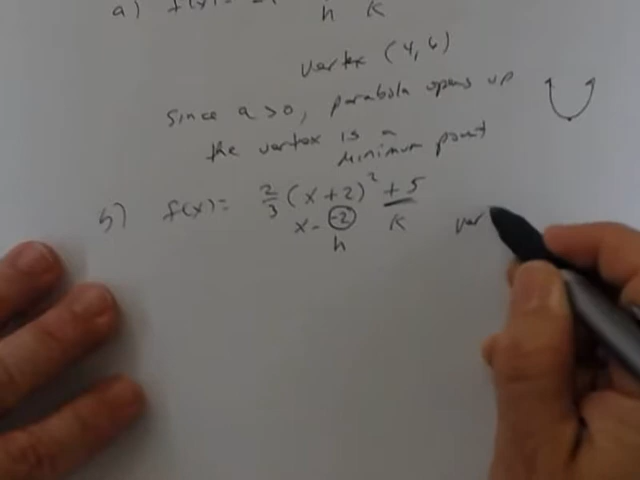 a) f(x) =
h k
vertex (4, 6)
Since a > 0, parabola opens up
the vertex is a
minimum point
b) f(x) = 2/3 (x + 2)² + 5
x - -2 k ver
h